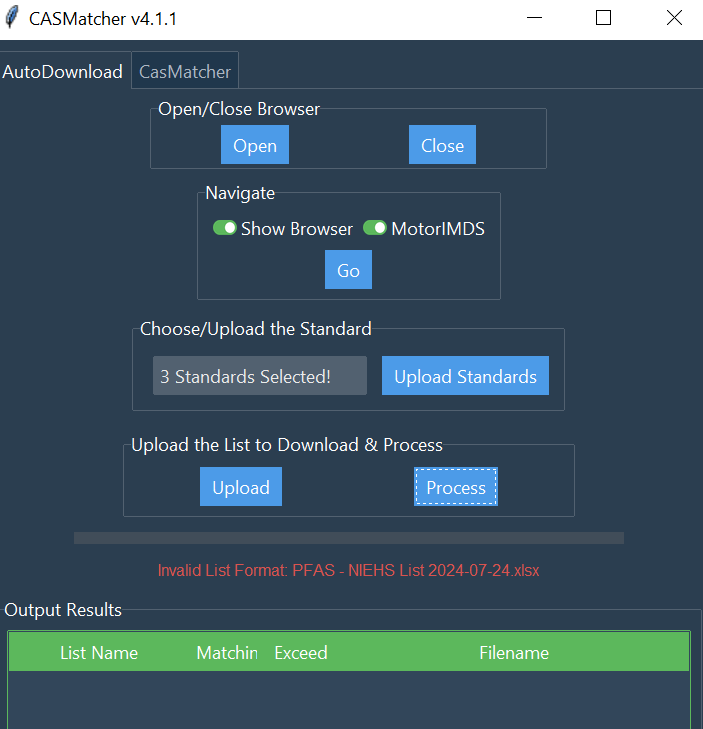 CASMatcher v4.1.1
AutoDownload CasMatcher
Open/Close Browser
Open Close
Navigate
Show Browser MotorIMDS
Go
Choose/Upload the Standard
3 Standards Selected! Upload Standards
Upload the List to Download & Process
Upload Process
Invalid List Format: PFAS - NIEHS List 2024-07-24.xlsx
Output Results
List Name Matchin Exceed Filename